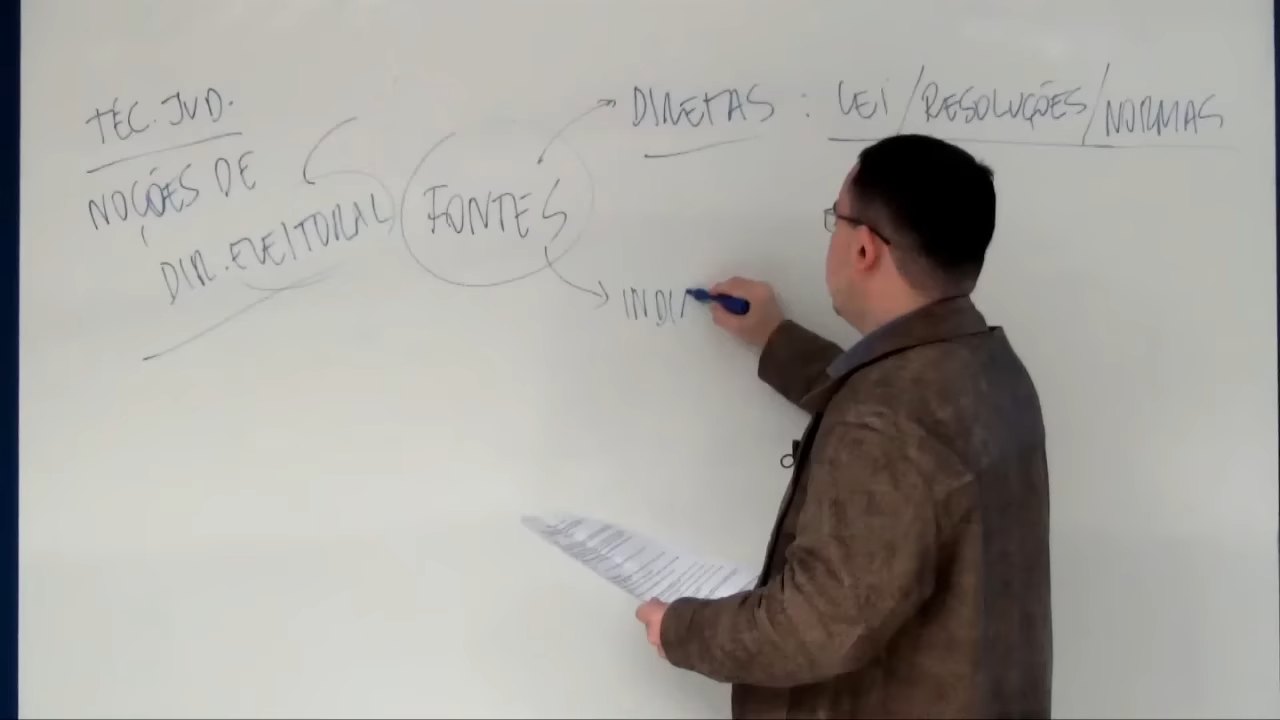 TÉC. JUD.
NOÇÕES DE
DIR. ELEITORAL
FONTES
DIRETAS : LEI / RESOLUÇÕES / NORMAS
INDI